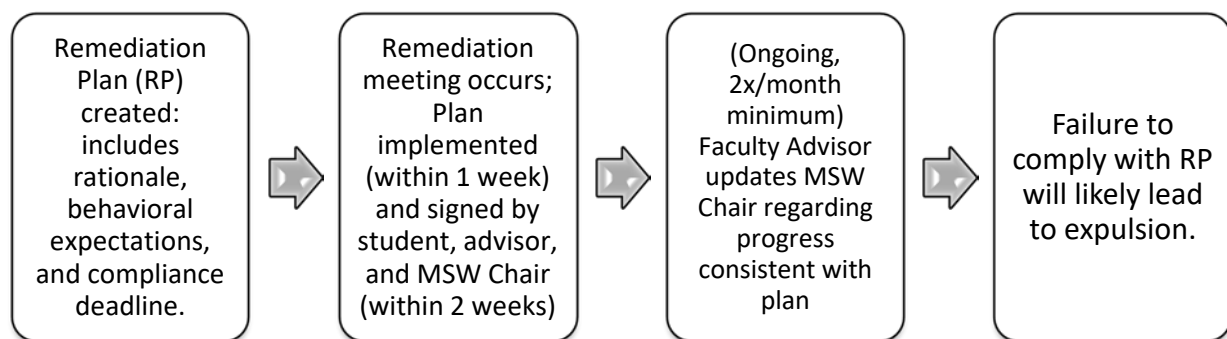 Remediation
Plan (RP)
created:
includes
rationale,
behavioral
expectations,
and compliance
deadline.
Remediation
meeting occurs;
Plan
implemented
(within 1 week)
and signed by
student, advisor,
and MSW Chair
(within 2 weeks)
(Ongoing,
2x/month
minimum)
Faculty Advisor
updates MSW
Chair regarding
progress
consistent with
plan
Failure to
comply with RP
will likely lead
to expulsion.